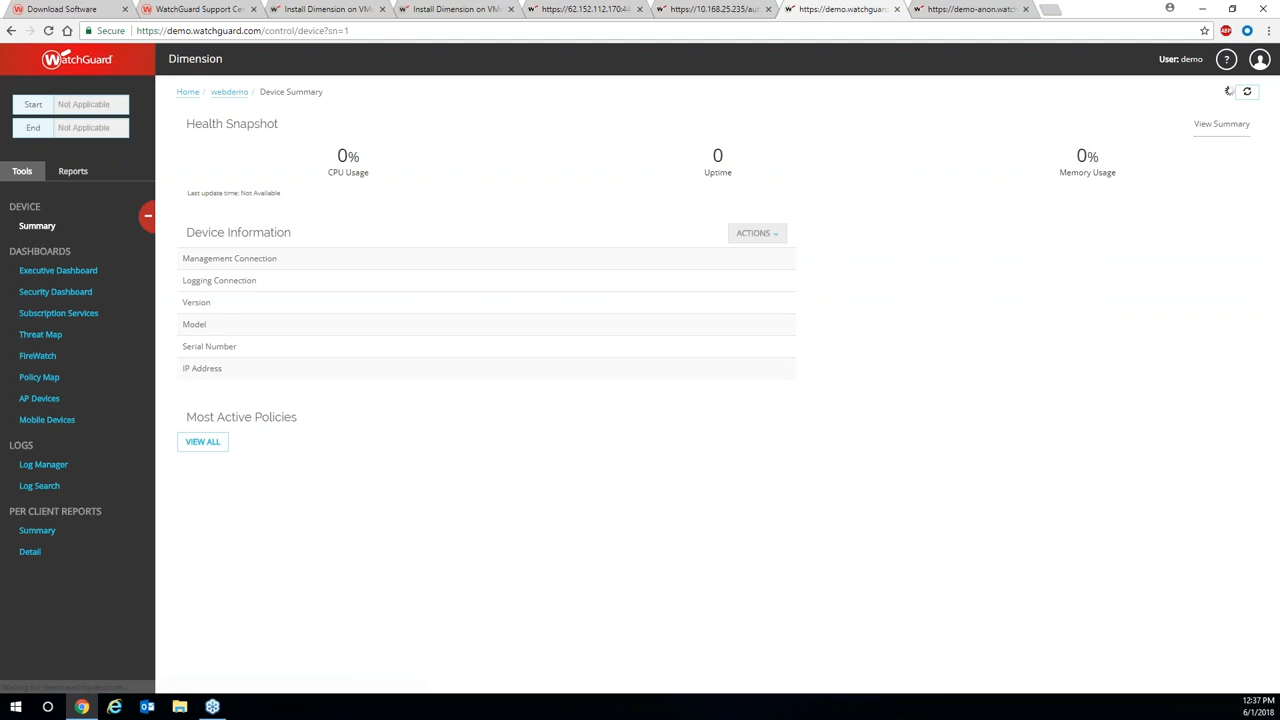 Download Software
WatchGuard Support Ce
Install Dimension on VM
Install Dimension on VM
https://62.152.112.170:44
https://10.168.25.235/au
https://demo.watchguard
https://demo-anon.watc
Secure
https://demo.watchguard.com/control/device?sn=1
ABP
WatchGuard
Dimension
User: demo
?
Home / webdemo / Device Summary
Start Not Applicable
End Not Applicable
Health Snapshot
View Summary
0%
CPU Usage
0
Uptime
0%
Memory Usage
Last update time: Not Available
Tools
Reports
DEVICE
Summary
DASHBOARDS
Executive Dashboard
Security Dashboard
Subscription Services
Threat Map
FireWatch
Policy Map
AP Devices
Mobile Devices
LOGS
Log Manager
Log Search
PER CLIENT REPORTS
Summary
Detail
Device Information
ACTIONS
Management Connection
Logging Connection
Version
Model
Serial Number
IP Address
Most Active Policies
VIEW ALL
12:37 PM
6/1/2018